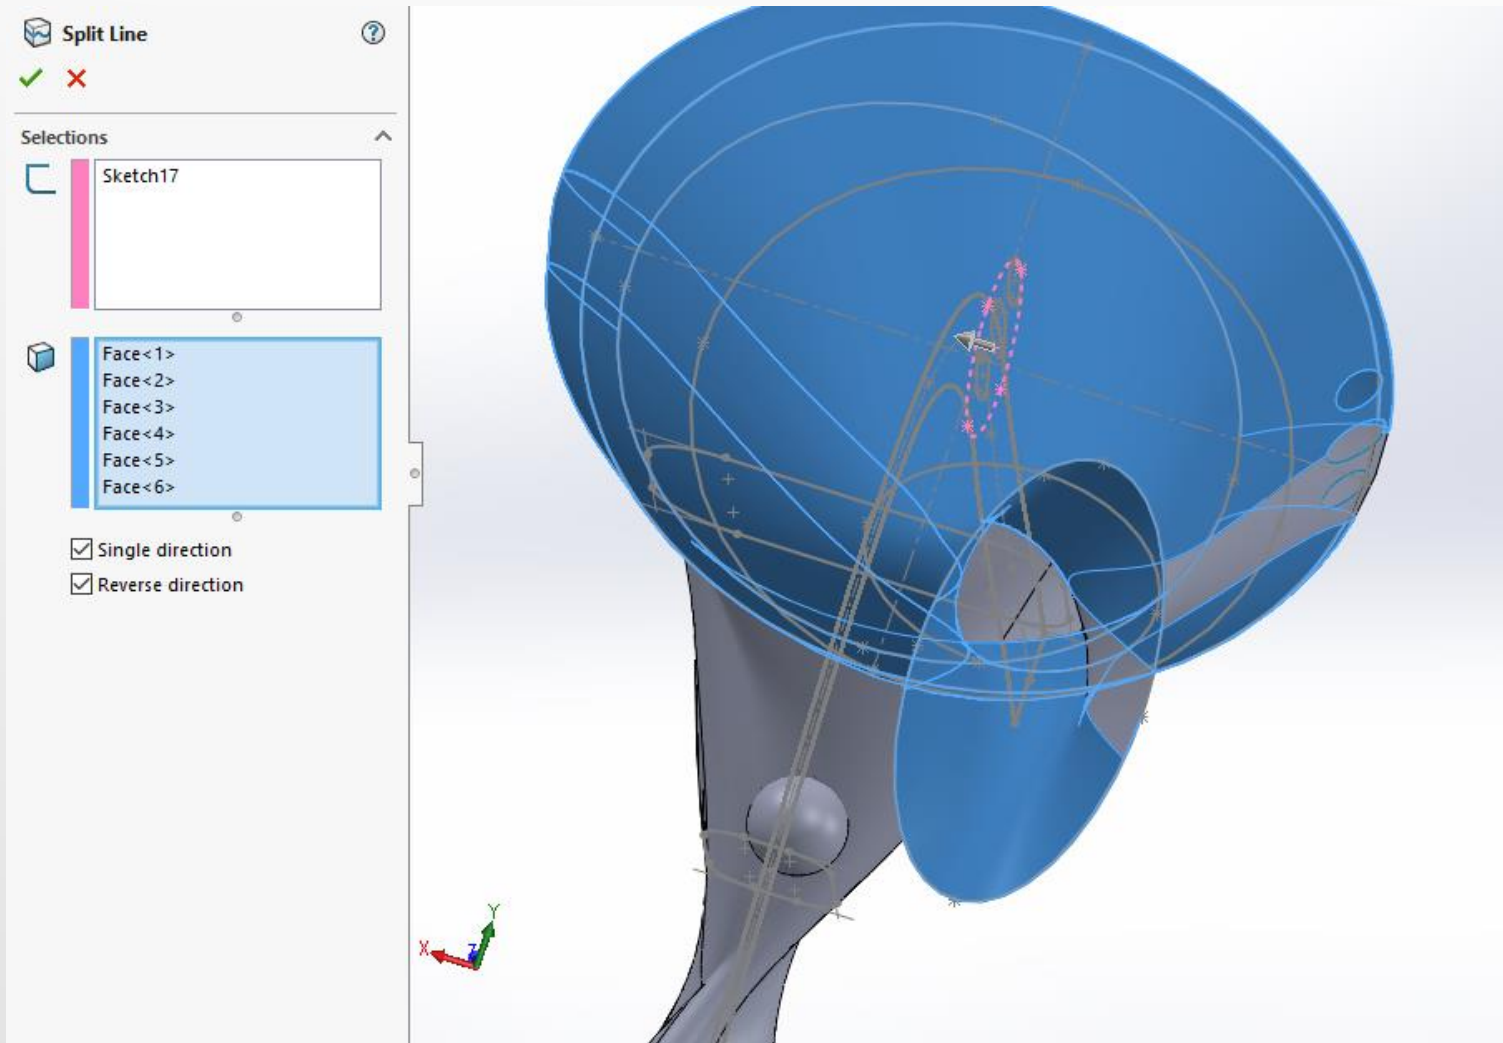 Split Line
Selections
Sketch17
Face<1>
Face<2>
Face<3>
Face<4>
Face<5>
Face<6>
Single direction
Reverse direction
Y
X
Z